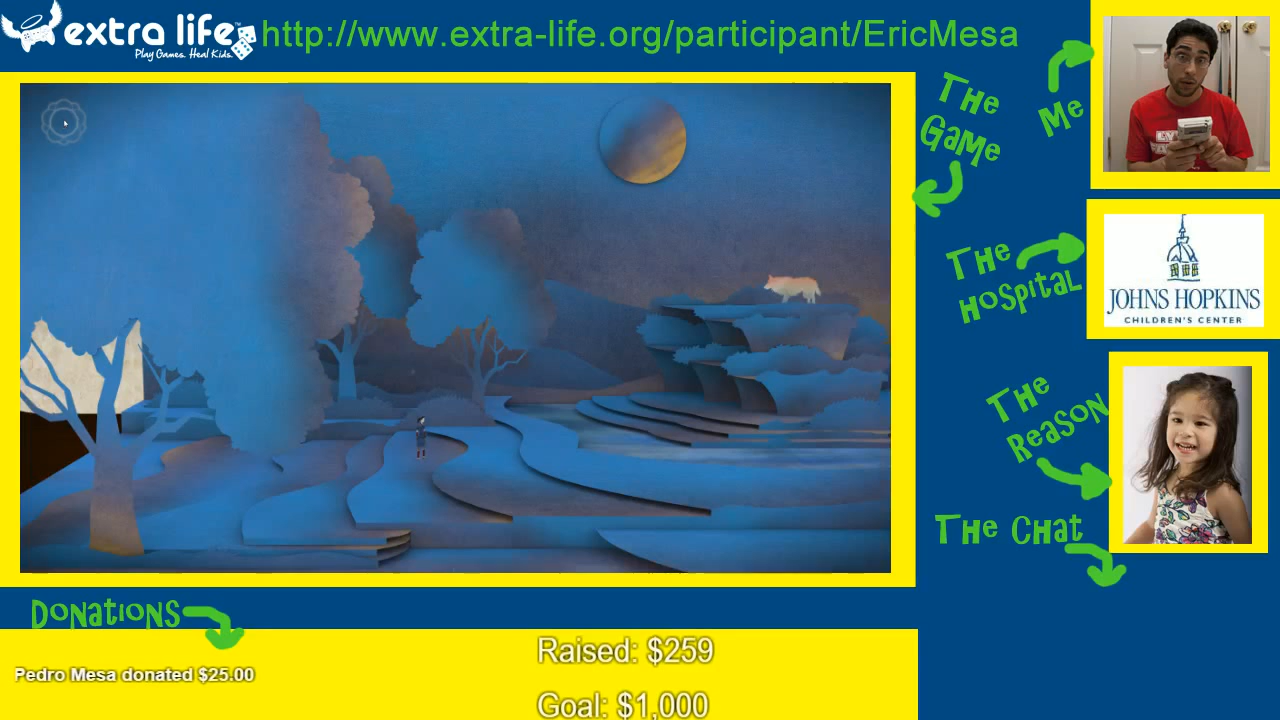 extra life
Play Games. Heal Kids.
http://www.extra-life.org/participant/EricMesa
The
Game
Me
The
Hospital
JOHNS HOPKINS
CHILDREN'S CENTER
The
Reason
The Chat
Donations
Pedro Mesa donated $25.00
Raised: $259
Goal: $1,000